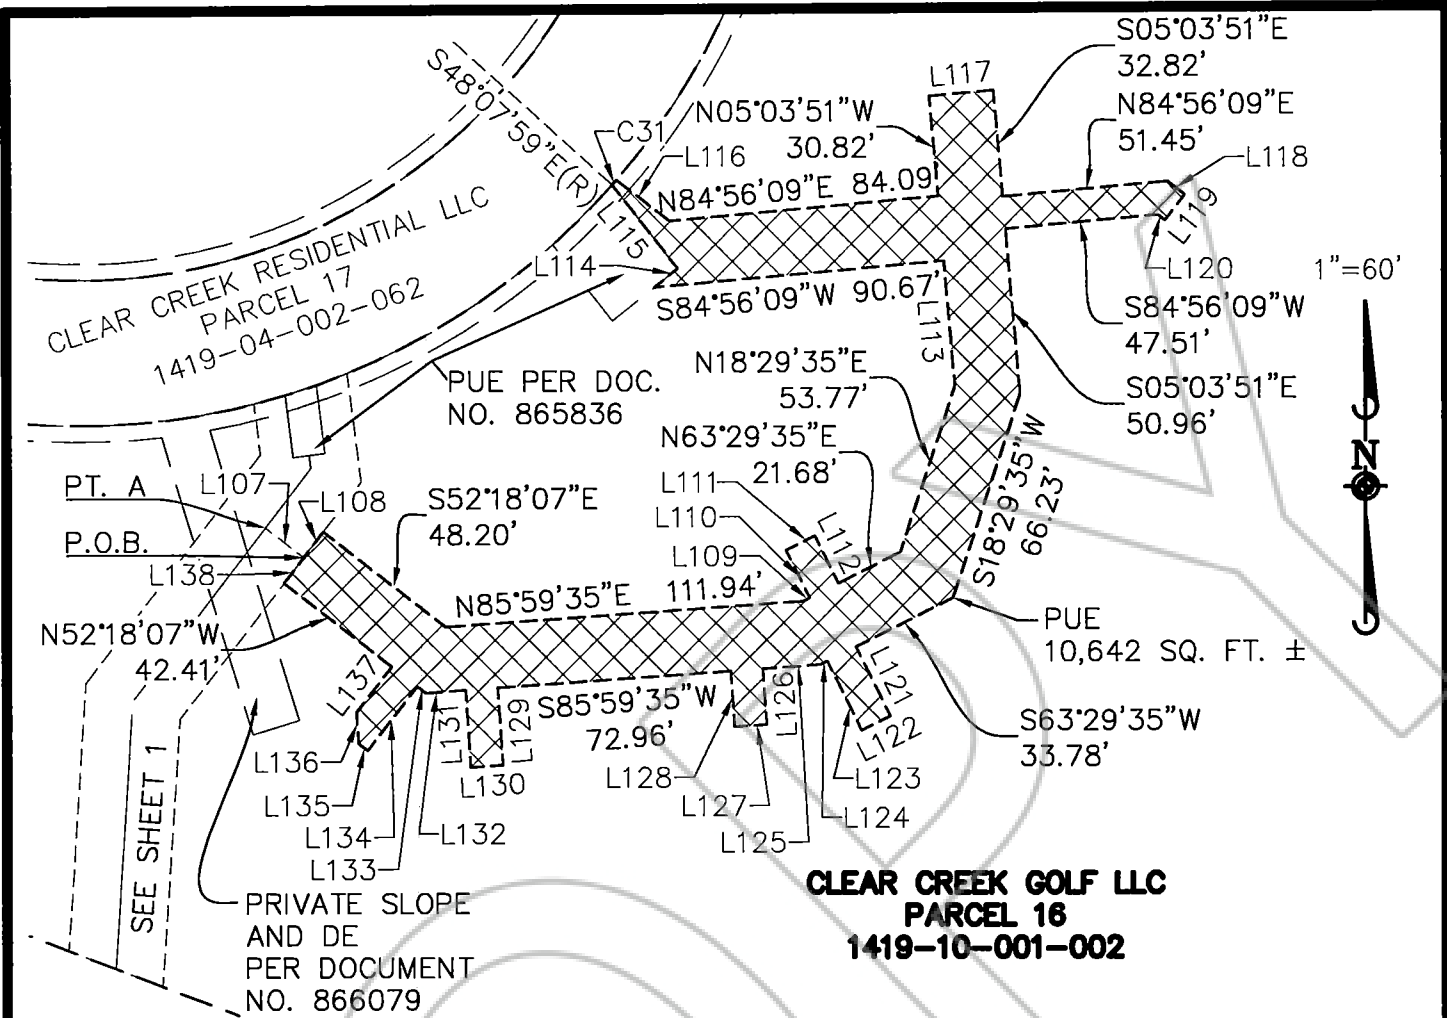 S05°03'51"E
32.82'
L117
N84°56'09"E
51.45'
N05°03'51"W
30.82'
S48°07'59"E(R)
C31
L116
L118
N84°56'09"E 84.09'
L119
L115
L114
L120
1"=60'
CLEAR CREEK RESIDENTIAL LLC
PARCEL 17
1419-04-002-062
S84°56'09"W 90.67'
S84°56'09"W
47.51'
L113
N18°29'35"E
53.77'
PUE PER DOC.
NO. 865836
S05°03'51"E
50.96'
N63°29'35"E
21.68'
S18°29'35"W
66.23'
N
PT. A
L107
L108
S52°18'07"E
48.20'
L111
L110
L112
P.O.B.
L109
L138
N85°59'35"E 111.94'
N52°18'07"W
42.41'
PUE
10,642 SQ. FT. ±
L137
L131
L129
S85°59'35"W
72.96'
L126
L121
L122
S63°29'35"W
33.78'
L136
L130
L128
L123
L135
L127
L124
L134
L132
L125
L133
SEE SHEET 1
PRIVATE SLOPE
AND DE
PER DOCUMENT
NO. 866079
CLEAR CREEK GOLF LLC
PARCEL 16
1419-10-001-002